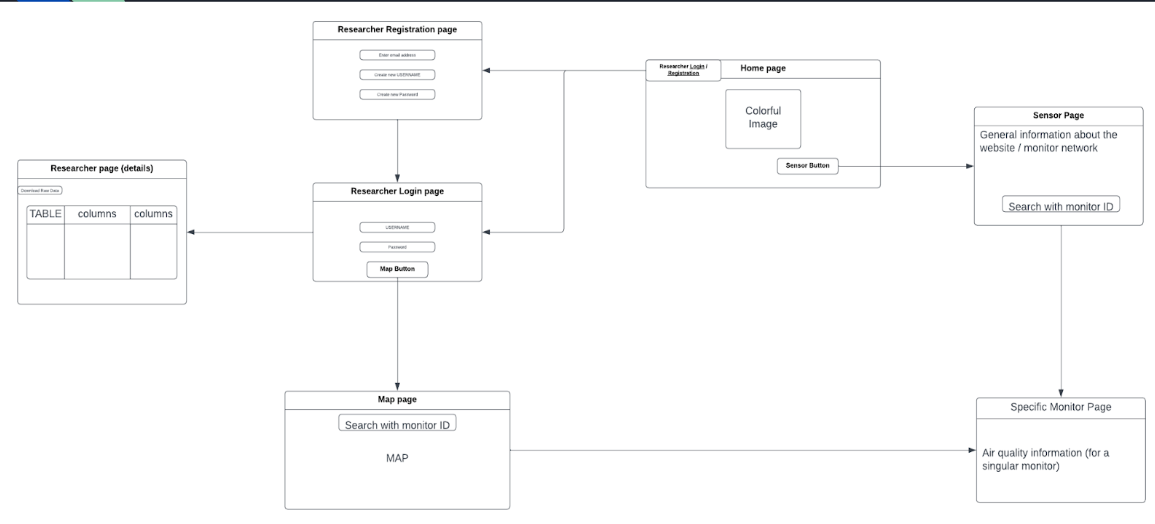 Researcher Registration page
Enter email address
Create new USERNAME
Create new Password
Researcher Login /
Registration
Home page
Colorful
Image
Sensor Button
Sensor Page
General information about the
website / monitor network
Search with monitor ID
Researcher page (details)
Download Raw Data
TABLE columns columns
Researcher Login page
USERNAME
Password
Map Button
Map page
Search with monitor ID
MAP
Specific Monitor Page
Air quality information (for a
singular monitor)